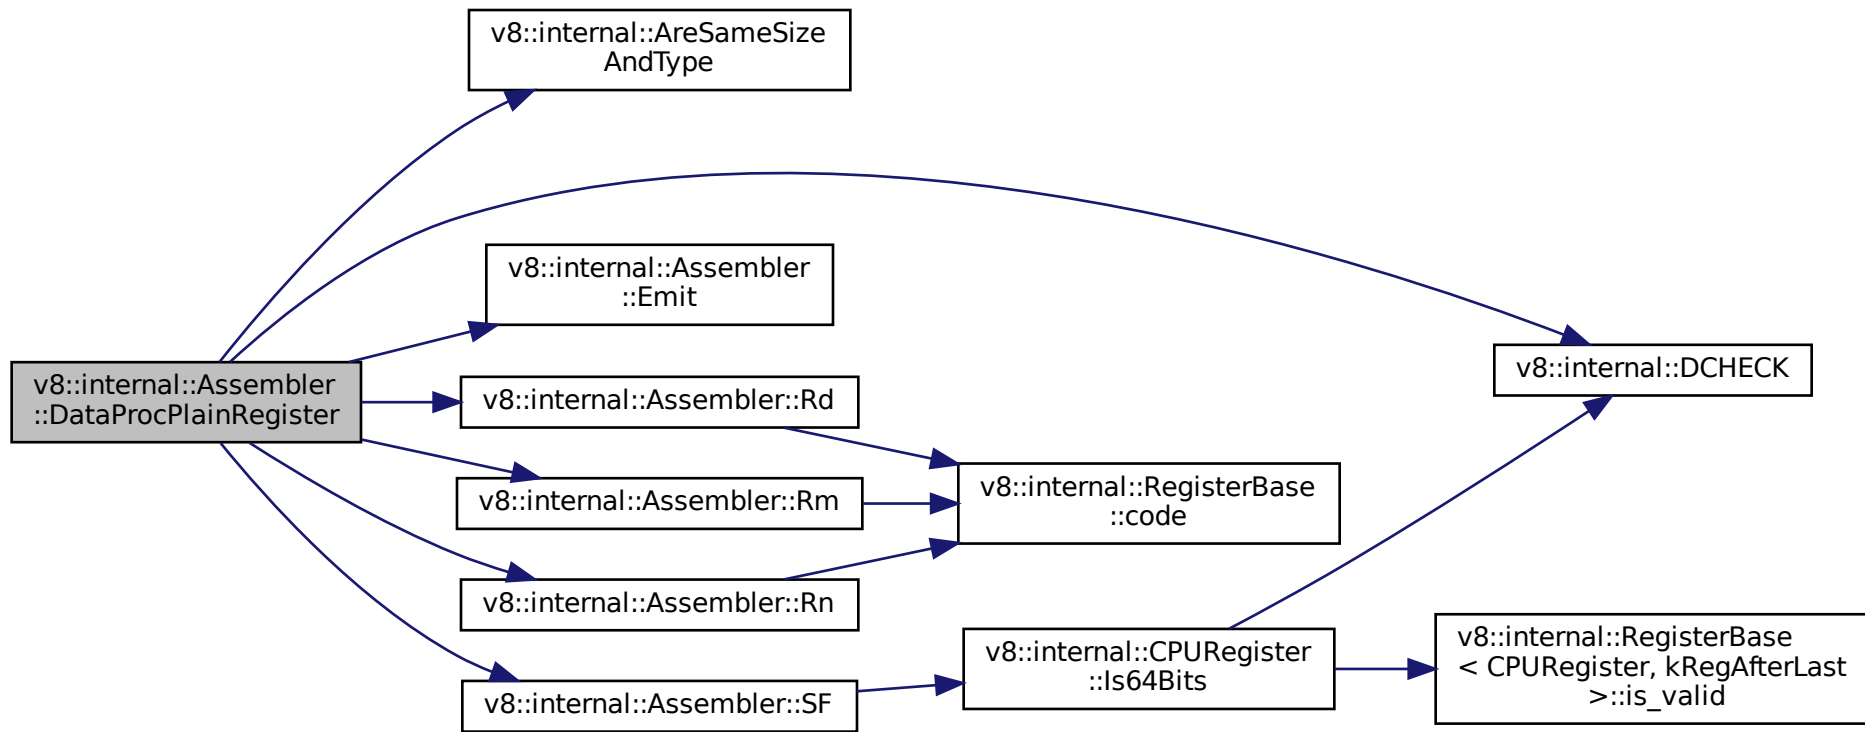 v8::internal::AreSameSize
AndType
v8::internal::Assembler
::Emit
v8::internal::DCHECK
v8::internal::Assembler
::DataProcPlainRegister
v8::internal::Assembler::Rd
v8::internal::Assembler::Rm
v8::internal::RegisterBase
::code
v8::internal::Assembler::Rn
v8::internal::CPURegister
::Is64Bits
v8::internal::RegisterBase
< CPURegister, kRegAfterLast
>::is_valid
v8::internal::Assembler::SF